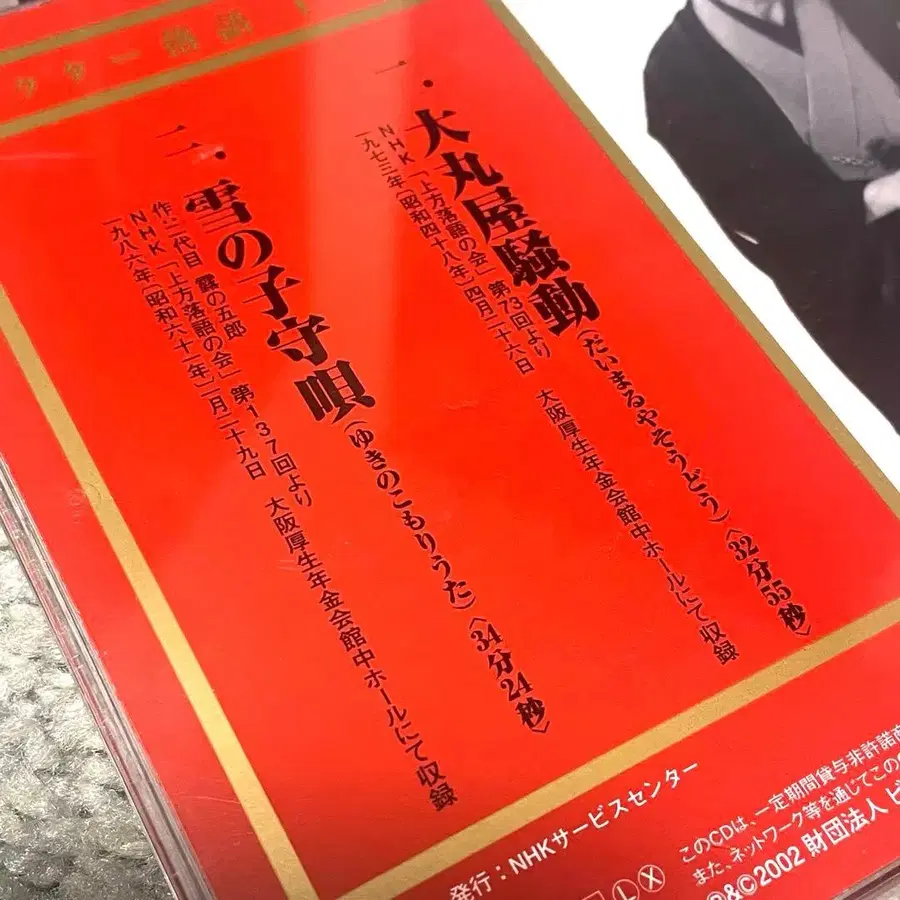 クター落語
一、大丸屋騒動（だいまるやそうどう）〈32分55秒〉
NHK「上方落語の会」第73回より
一九七三年［昭和四十八年］四月二十六日　大阪厚生年金会館中ホールにて収録
二、雪の子守唄（ゆきのこもりうた）〈34分24秒〉
作：二代目 露の五郎
NHK「上方落語の会」第137回より
一九八六年［昭和六十一年］一月二十九日　大阪厚生年金会館中ホールにて収録
発行：NHKサービスセンター
L X
このCDは、一定期間貸与非許諾商
また、ネットワーク等を通じてこの
℗&©2002 財団法人 ビ